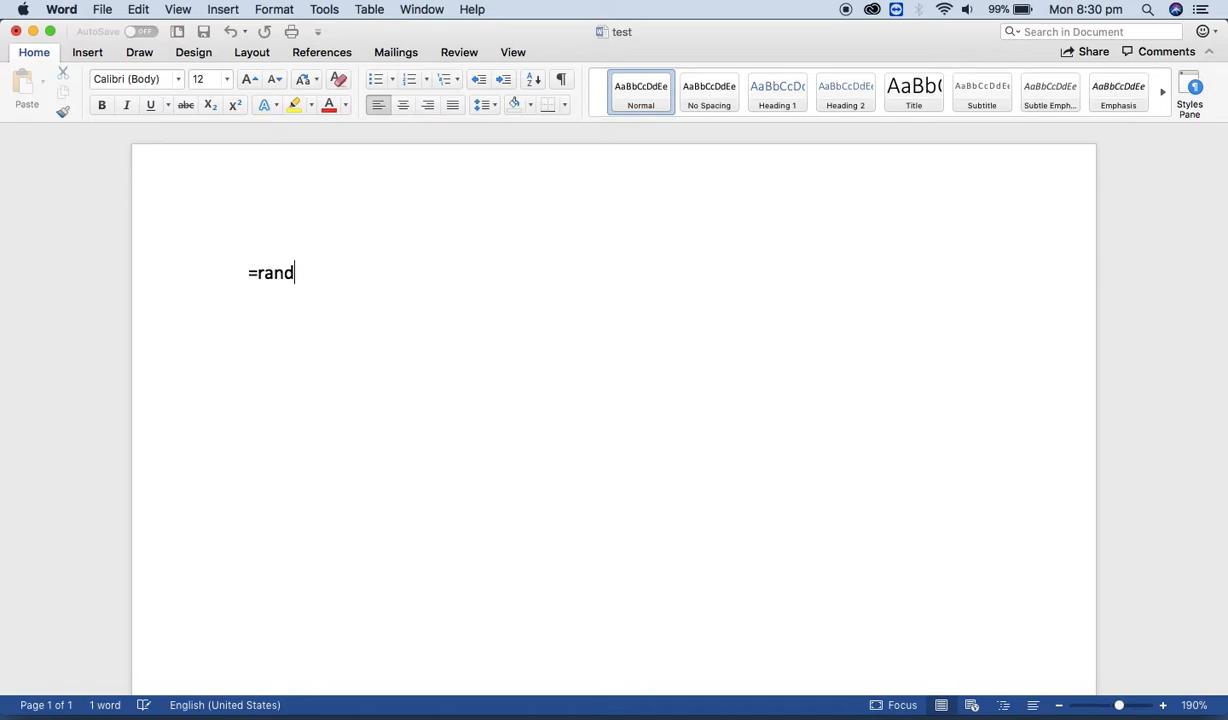 Word File Edit View Insert Format Tools Table Window Help 99% Mon 8:30 pm
AutoSave OFF test Search in Document
Home Insert Draw Design Layout References Mailings Review View Share Comments
Paste Calibri (Body) 12 AaBbCcDdEe AaBbCcDdEe AaBbCcDc AaBbCcDdEe AaBb( AaBbCcDdEe AaBbCcDdEe AaBbCcDdEe
Normal No Spacing Heading 1 Heading 2 Title Subtitle Subtle Emph... Emphasis Styles Pane
B I U abc X₂ X² A A
=rand
Page 1 of 1 1 word English (United States) Focus 190%